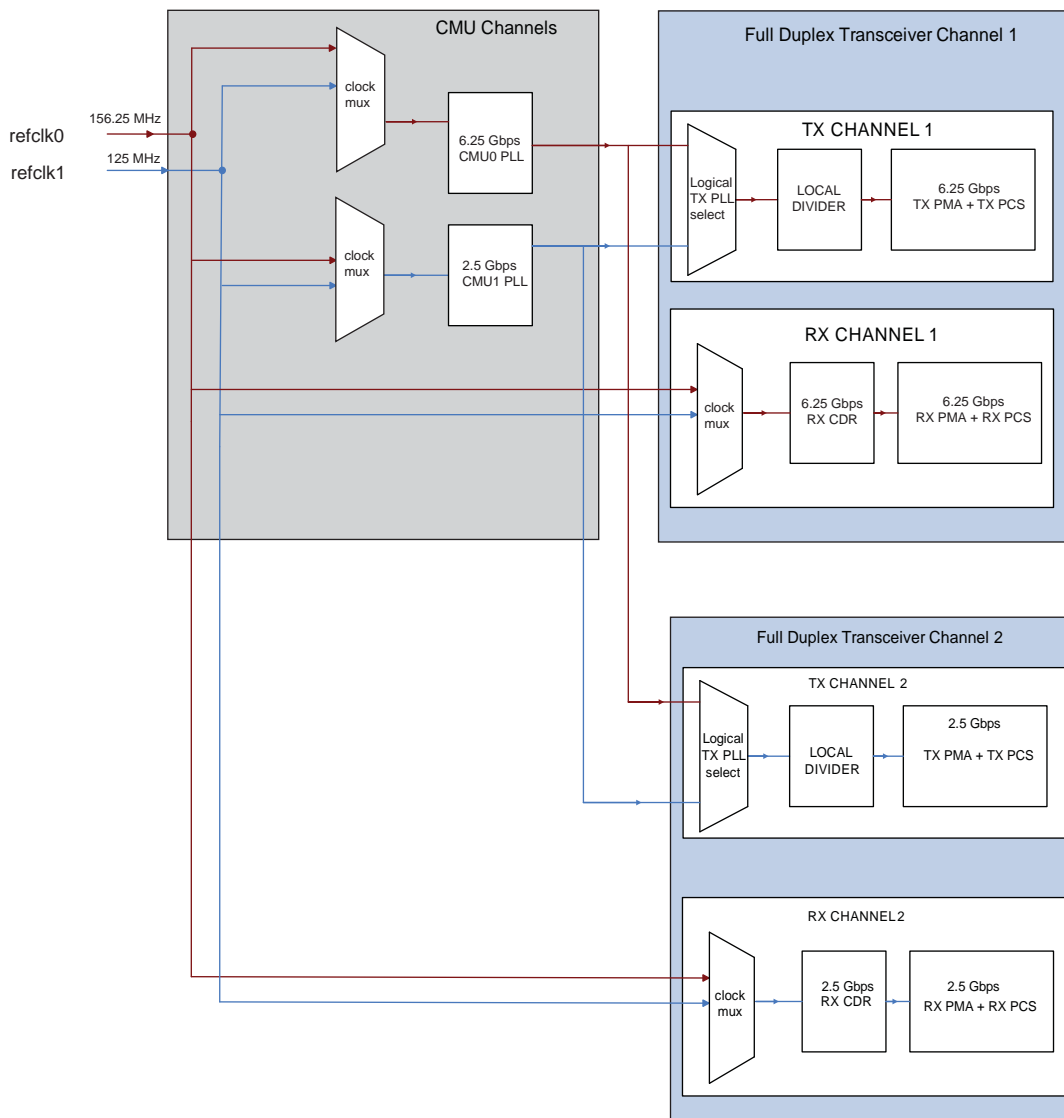 CMU Channels
Full Duplex Transceiver Channel 1
refclk0
156.25 MHz
refclk1
125 MHz
clock
mux
6.25 Gbps
CMU0 PLL
clock
mux
2.5 Gbps
CMU1 PLL
TX CHANNEL 1
Logical
TX PLL
select
LOCAL
DIVIDER
6.25 Gbps
TX PMA + TX PCS
RX CHANNEL 1
clock
mux
6.25 Gbps
RX CDR
6.25 Gbps
RX PMA + RX PCS
Full Duplex Transceiver Channel 2
TX CHANNEL 2
Logical
TX PLL
select
LOCAL
DIVIDER
2.5 Gbps
TX PMA + TX PCS
RX CHANNEL 2
clock
mux
2.5 Gbps
RX CDR
2.5 Gbps
RX PMA + RX PCS